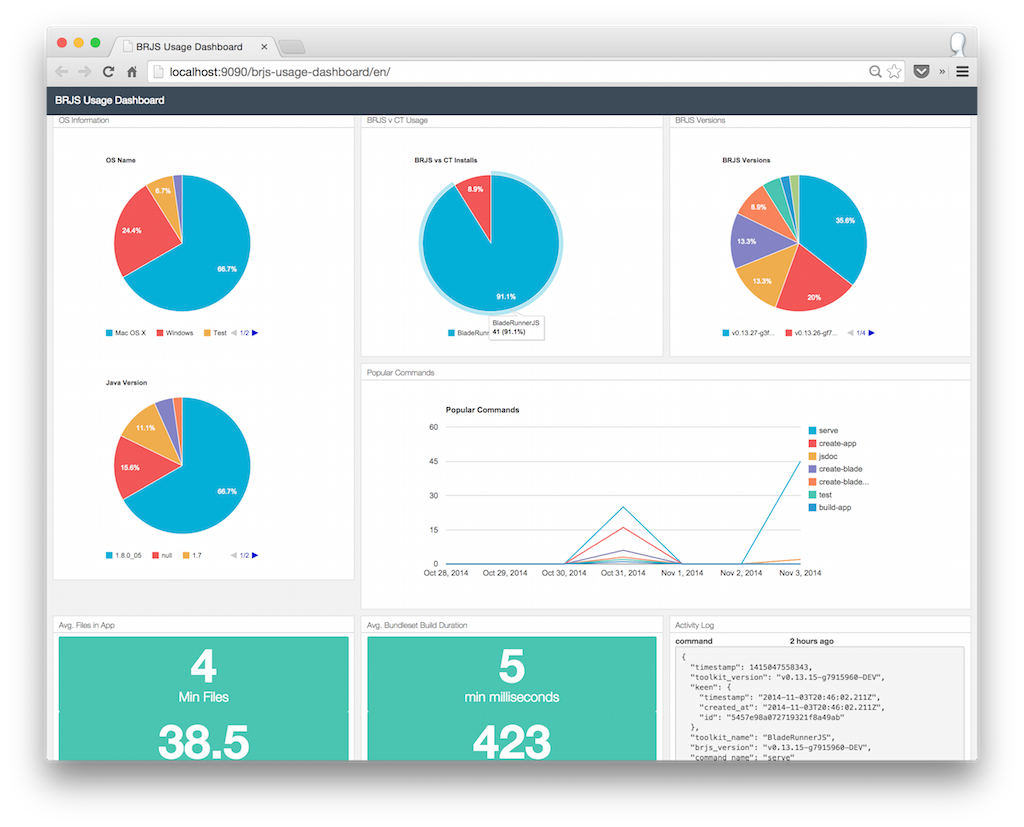 BRJS Usage Dashboard
localhost:9090/brjs-usage-dashboard/en/
»
BRJS Usage Dashboard
OS Information
OS Name
6.7%
24.4%
66.7%
Mac OS X Windows Test 1/2
Java Version
11.1%
15.6%
66.7%
1.8.0_05 null 1.7 1/2
BRJS v CT Usage
BRJS vs CT Installs
8.9%
91.1%
BladeRunnerJS
41 (91.1%)
BladeRunr
BRJS Versions
BRJS Versions
35.6%
8.9%
13.3%
13.3%
20%
v0.13.27-g3f... v0.13.26-gf7... 1/4
Popular Commands
Popular Commands
60
45
30
15
0
Oct 28, 2014 Oct 29, 2014 Oct 30, 2014 Oct 31, 2014 Nov 1, 2014 Nov 2, 2014 Nov 3, 2014
serve
create-app
jsdoc
create-blade
create-blade...
test
build-app
Avg. Files in App
4
Min Files
38.5
Avg. Bundleset Build Duration
5
min milliseconds
423
Activity Log
command 2 hours ago
{
"timestamp": 1415047558343,
"toolkit_version": "v0.13.15-g7915960-DEV",
"keen": {
"timestamp": "2014-11-03T20:46:02.211Z",
"created_at": "2014-11-03T20:46:02.211Z",
"id": "5457e98a072719321f8a49ab"
},
"toolkit_name": "BladeRunnerJS",
"brjs_version": "v0.13.15-g7915960-DEV",
"command_name": "serve"